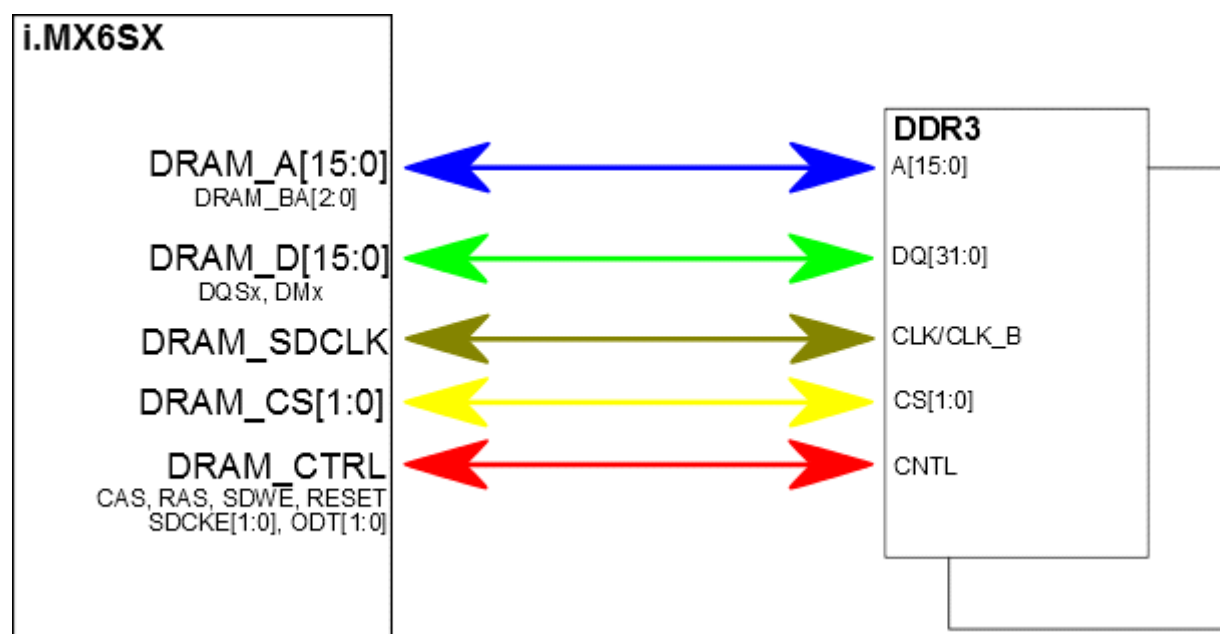 i.MX6SX
DRAM_A[15:0]
DRAM_BA[2:0]
DRAM_D[15:0]
DQSx, DMx
DRAM_SDCLK
DRAM_CS[1:0]
DRAM_CTRL
CAS, RAS, SDWE, RESET
SDCKE[1:0], ODT[1:0]
DDR3
A[15:0]
DQ[31:0]
CLK/CLK_B
CS[1:0]
CNTL